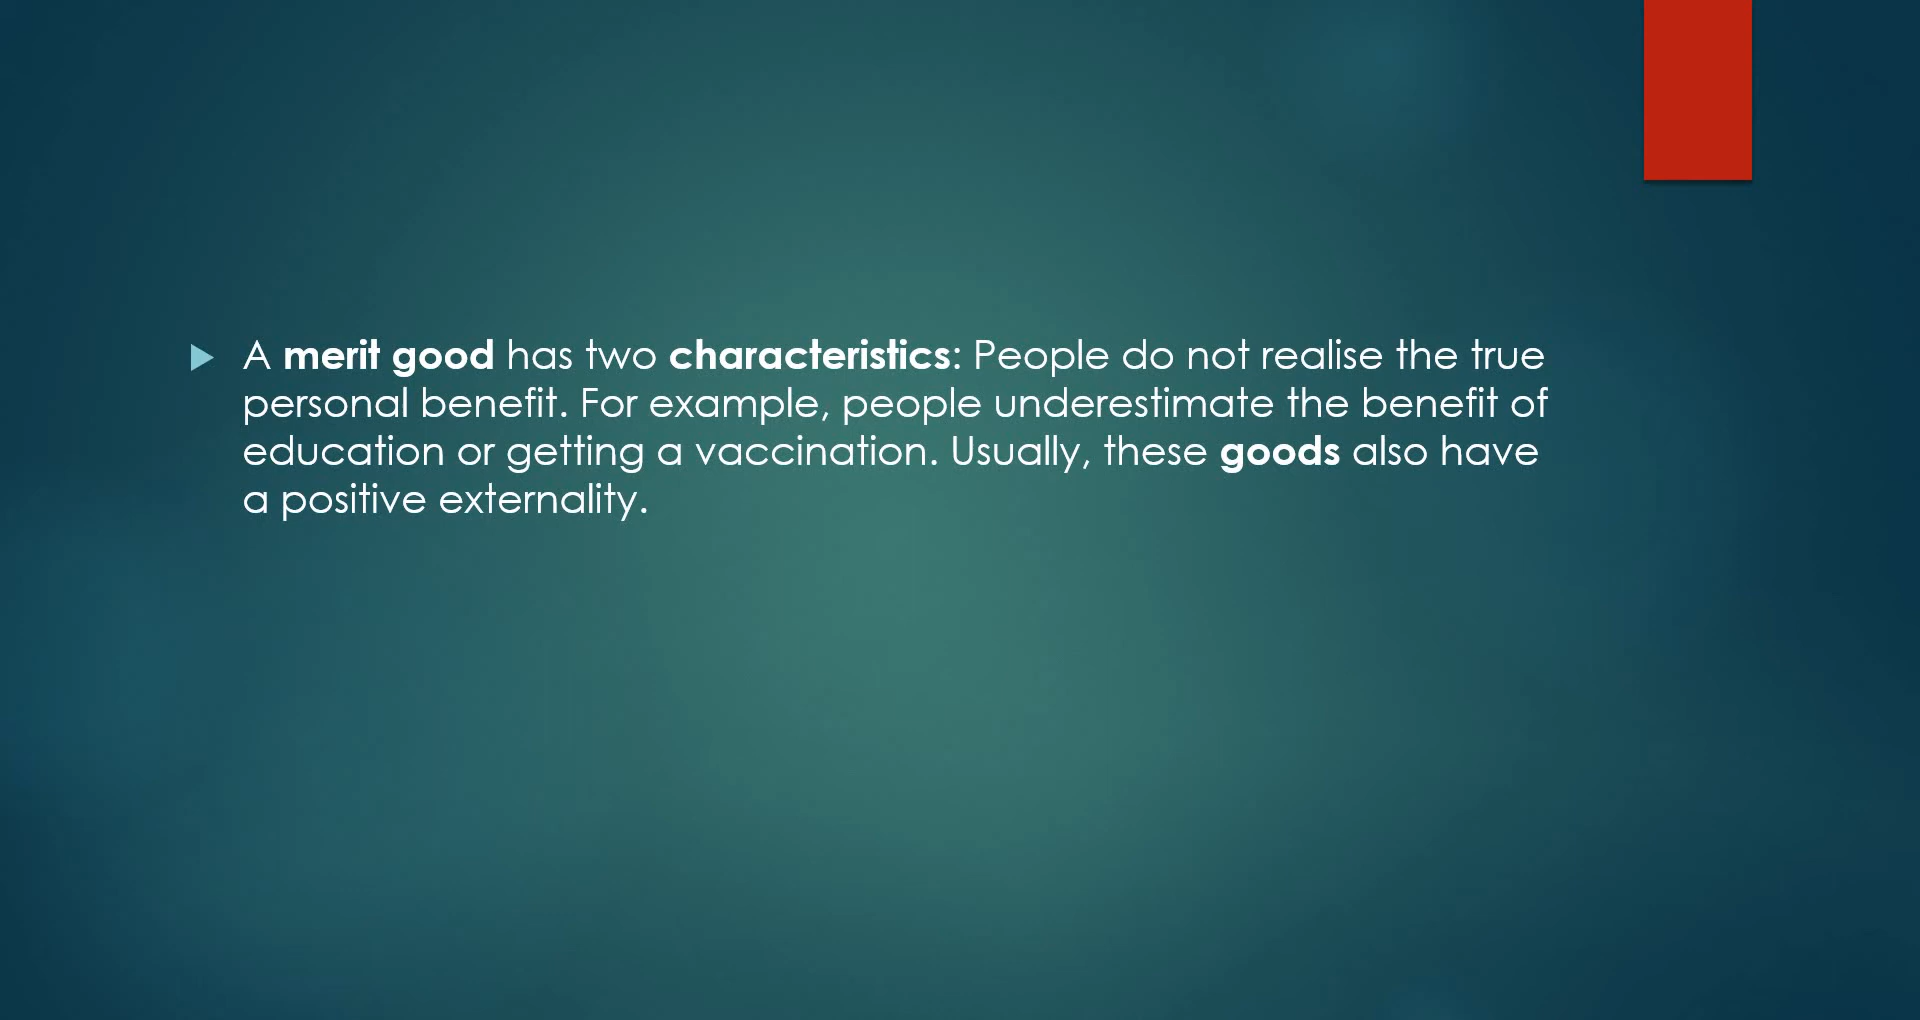 A merit good has two characteristics: People do not realise the true
personal benefit. For example, people underestimate the benefit of
education or getting a vaccination. Usually, these goods also have
a positive externality.